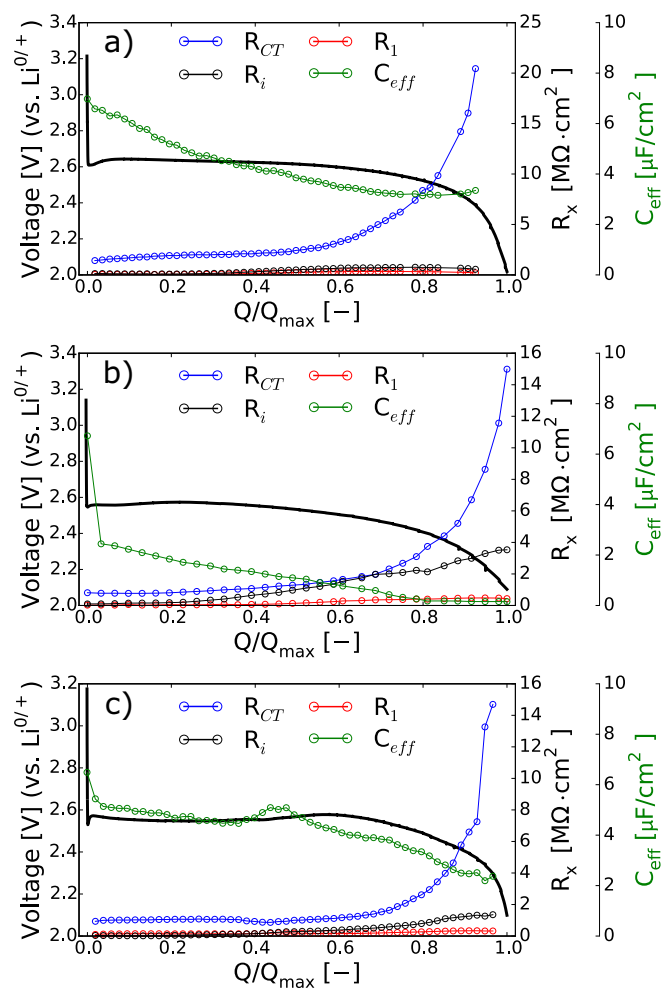 a)
R_CT
R_1
R_i
C_eff
Voltage [V] (vs. Li^0/+)
3.4
3.2
3.0
2.8
2.6
2.4
2.2
2.0
25
20
15
10
5
0
R_x [MΩ·cm^2]
10
8
6
4
2
0
C_eff [μF/cm^2]
0.0 0.2 0.4 0.6 0.8 1.0
Q/Q_max [−]
b)
R_CT
R_1
R_i
C_eff
Voltage [V] (vs. Li^0/+)
3.4
3.2
3.0
2.8
2.6
2.4
2.2
2.0
16
14
12
10
8
6
4
2
0
R_x [MΩ·cm^2]
10
8
6
4
2
0
C_eff [μF/cm^2]
0.0 0.2 0.4 0.6 0.8 1.0
Q/Q_max [−]
c)
R_CT
R_1
R_i
C_eff
Voltage [V] (vs. Li^0/+)
3.2
3.0
2.8
2.6
2.4
2.2
2.0
16
14
12
10
8
6
4
2
0
R_x [MΩ·cm^2]
10
8
6
4
2
0
C_eff [μF/cm^2]
0.0 0.2 0.4 0.6 0.8 1.0
Q/Q_max [−]